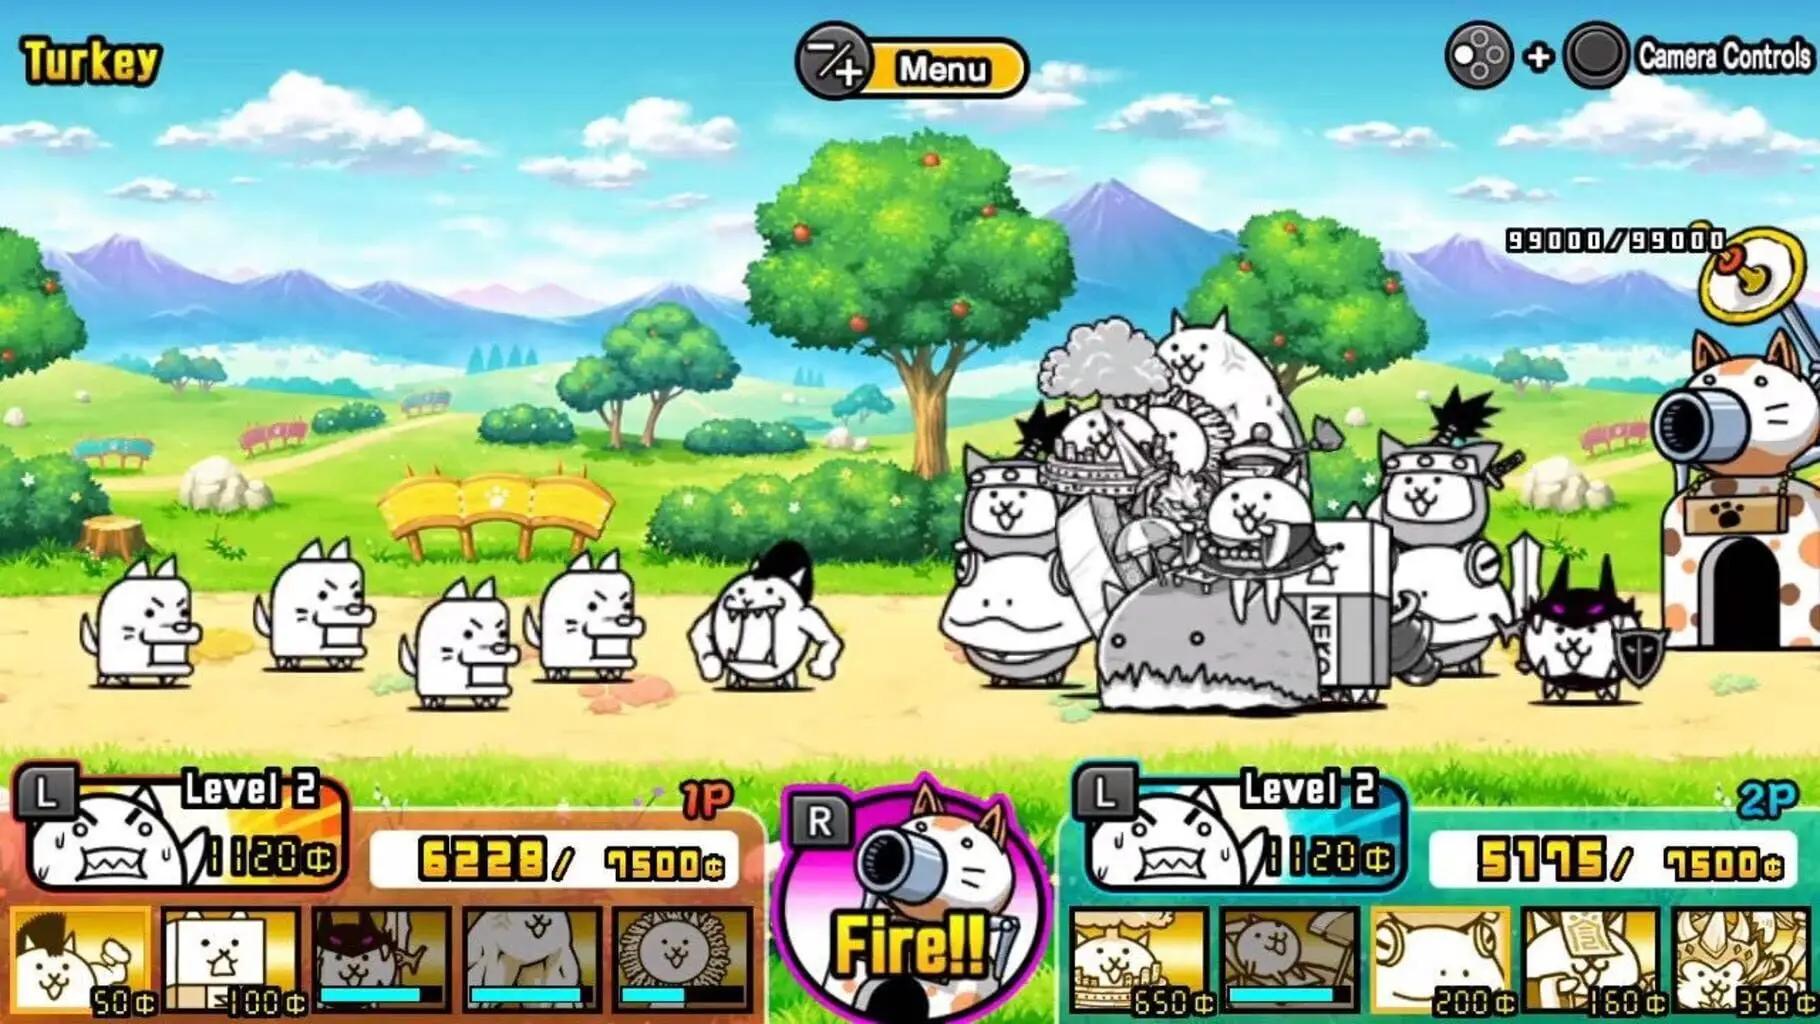 Turkey
-/+ Menu
+ Camera Controls
99000/99000
NEKO
L Level 2
1120¢
1P
6228/ 7500¢
R
Fire!!
L Level 2
1120¢
2P
5175/ 7500¢
50¢
100¢
650¢
200¢
160¢
350¢